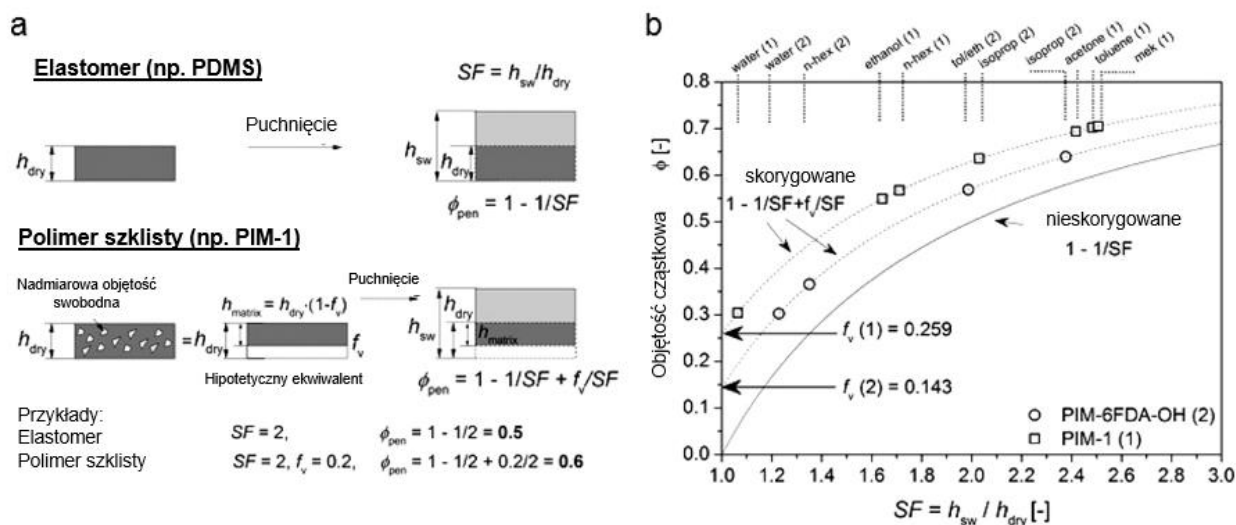 a
Elastomer (np. PDMS)
SF = h_sw/h_dry
Puchnięcie
h_dry
h_sw
h_dry
ϕ_pen = 1 - 1/SF
Polimer szklisty (np. PIM-1)
Nadmiarowa objętość
swobodna
h_matrix = h_dry·(1-f_v)
Puchnięcie
h_dry
= h_dry
f_v
h_sw
h_dry
h_matrix
Hipotetyczny ekwiwalent
ϕ_pen = 1 - 1/SF + f_v/SF
Przykłady:
Elastomer SF = 2, ϕ_pen = 1 - 1/2 = 0.5
Polimer szklisty SF = 2, f_v = 0.2, ϕ_pen = 1 - 1/2 + 0.2/2 = 0.6
b
water (1)
water (2)
n-hex (2)
ethanol (1)
n-hex (1)
tol/eth (2)
isoprop (2)
isoprop (2)
acetone (1)
toluene (1)
mek (1)
Objętość cząstkowa ϕ [-]
0.8
0.7
0.6
0.5
0.4
0.3
0.2
0.1
0.0
skorygowane
1 - 1/SF+f_v/SF
nieskorygowane
1 - 1/SF
f_v (1) = 0.259
f_v (2) = 0.143
PIM-6FDA-OH (2)
PIM-1 (1)
1.0 1.2 1.4 1.6 1.8 2.0 2.2 2.4 2.6 2.8 3.0
SF = h_sw / h_dry [-]